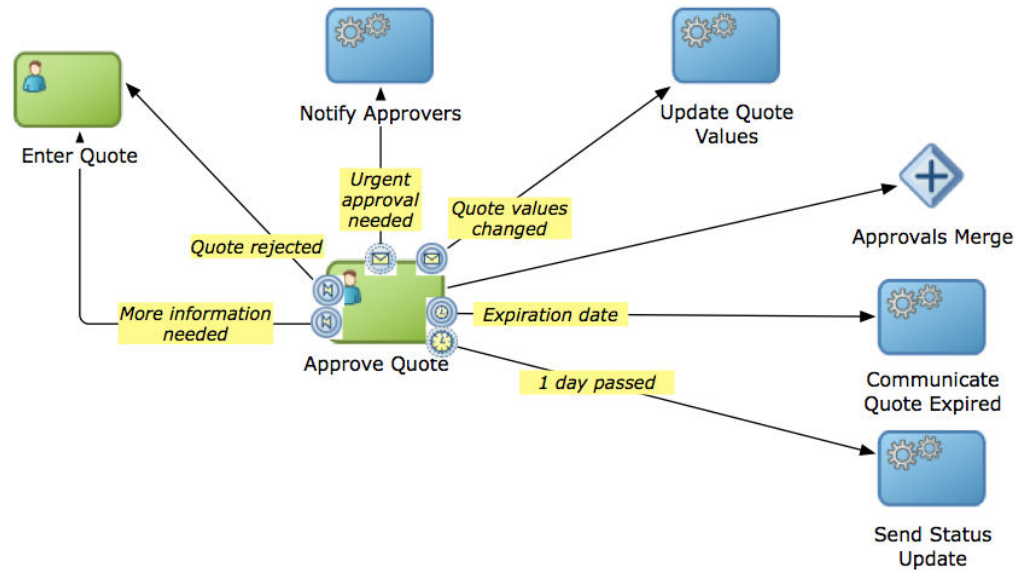 Enter Quote
Notify Approvers
Update Quote
Values
Urgent
approval
needed
Quote values
changed
Approvals Merge
Quote rejected
More information
needed
Approve Quote
Expiration date
1 day passed
Communicate
Quote Expired
Send Status
Update